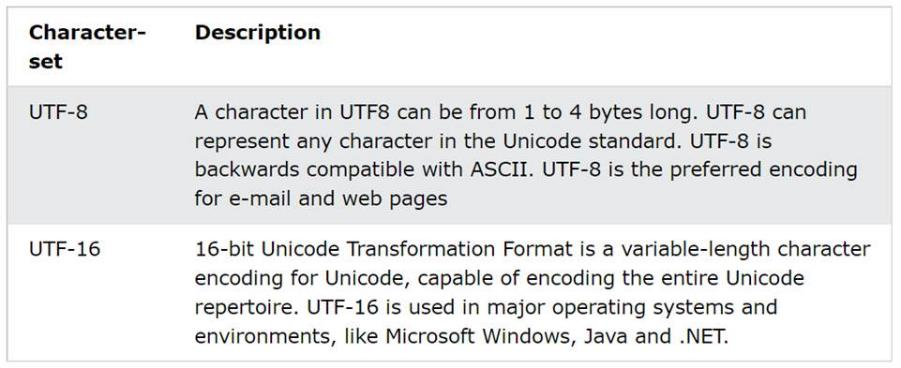 Character-
set
Description
UTF-8
A character in UTF8 can be from 1 to 4 bytes long. UTF-8 can
represent any character in the Unicode standard. UTF-8 is
backwards compatible with ASCII. UTF-8 is the preferred encoding
for e-mail and web pages
UTF-16
16-bit Unicode Transformation Format is a variable-length character
encoding for Unicode, capable of encoding the entire Unicode
repertoire. UTF-16 is used in major operating systems and
environments, like Microsoft Windows, Java and .NET.